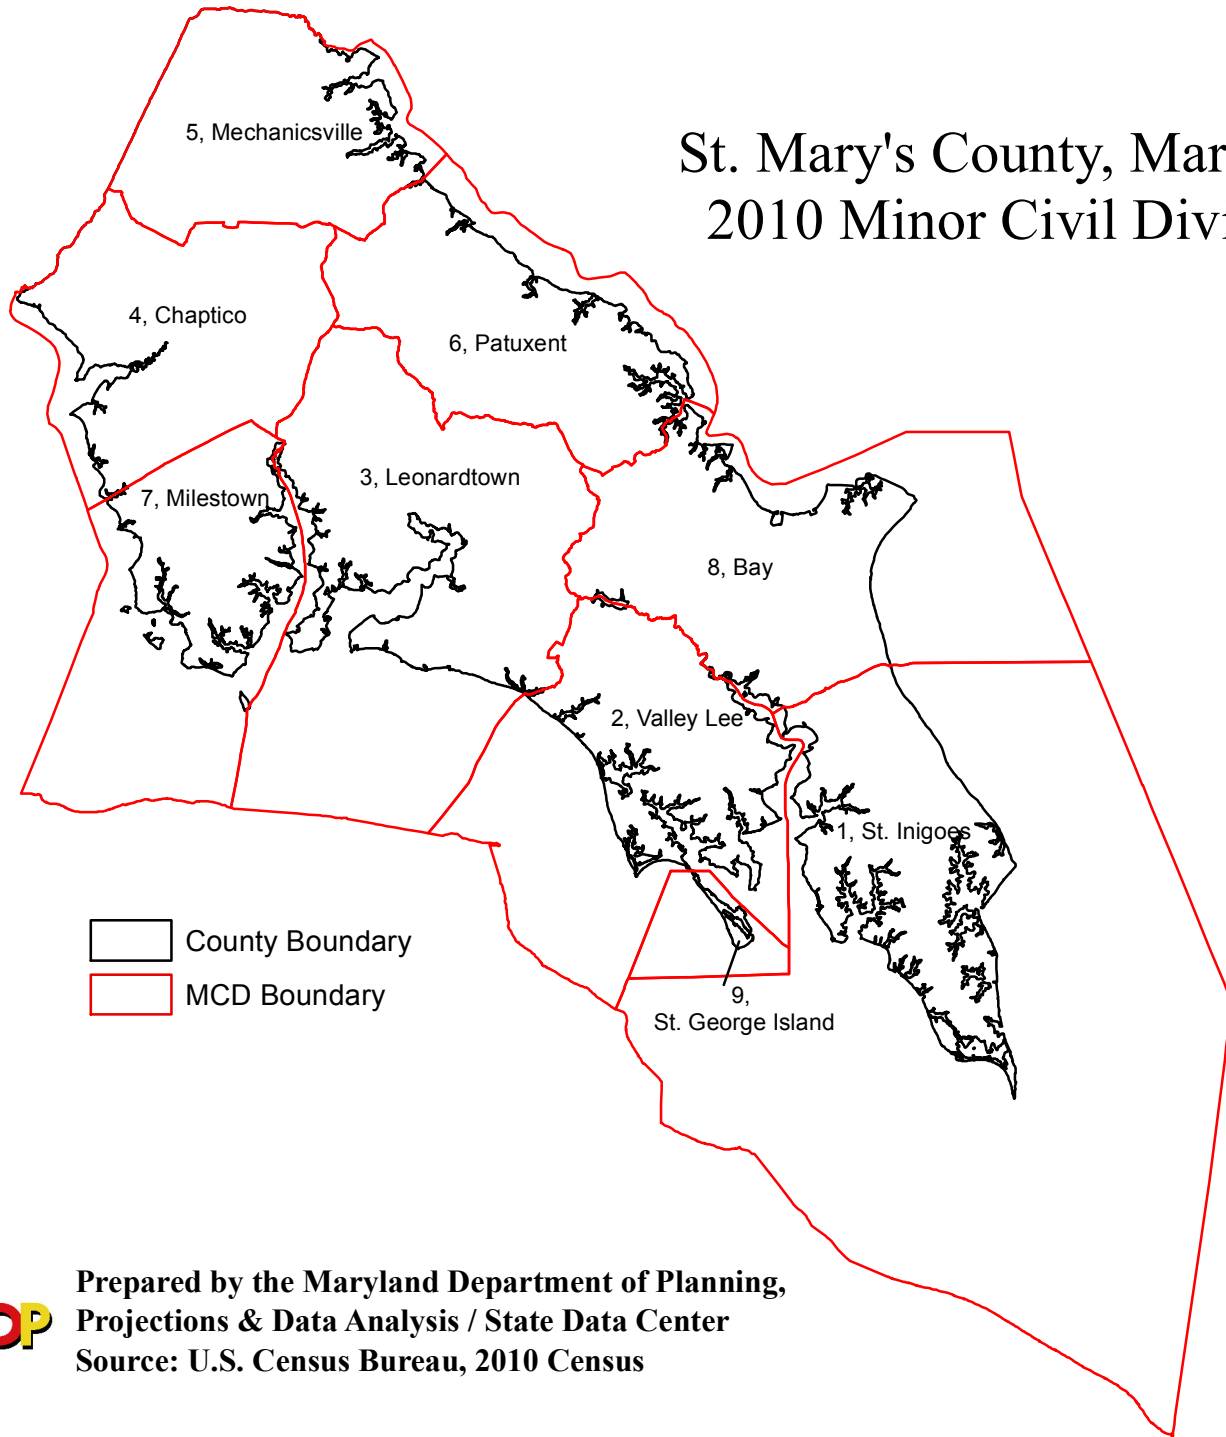 St. Mary's County, Mar
2010 Minor Civil Divi
5, Mechanicsville
4, Chaptico
6, Patuxent
3, Leonardtown
7, Milestown
8, Bay
2, Valley Lee
1, St. Inigoes
9,
St. George Island
County Boundary
MCD Boundary
Prepared by the Maryland Department of Planning,
Projections & Data Analysis / State Data Center
Source: U.S. Census Bureau, 2010 Census
DP